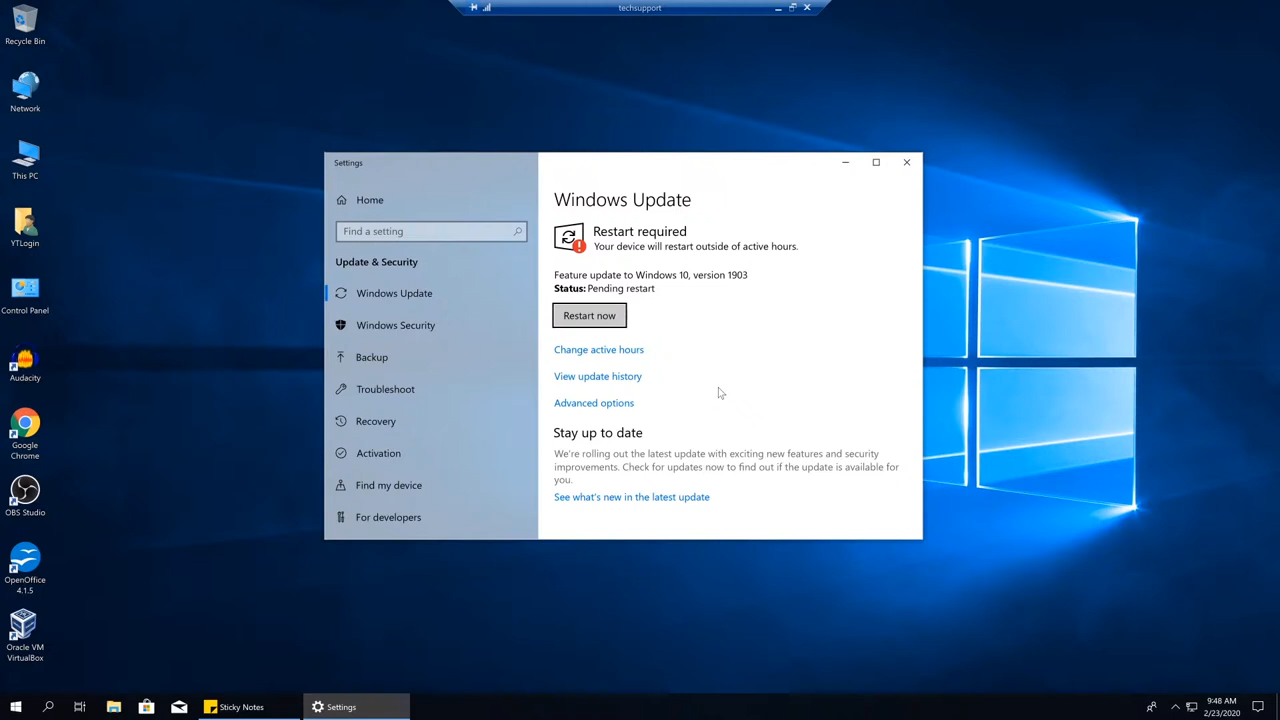 techsupport
Recycle Bin
Network
This PC
YTLogin
Control Panel
Audacity
Google
Chrome
OBS Studio
OpenOffice
4.1.5
Oracle VM
VirtualBox
Settings
Home
Find a setting
Update & Security
Windows Update
Windows Security
Backup
Troubleshoot
Recovery
Activation
Find my device
For developers
Windows Update
Restart required
Your device will restart outside of active hours.
Feature update to Windows 10, version 1903
Status: Pending restart
Restart now
Change active hours
View update history
Advanced options
Stay up to date
We're rolling out the latest update with exciting new features and security
improvements. Check for updates now to find out if the update is available for
you.
See what's new in the latest update
Sticky Notes
Settings
9:48 AM
2/23/2020